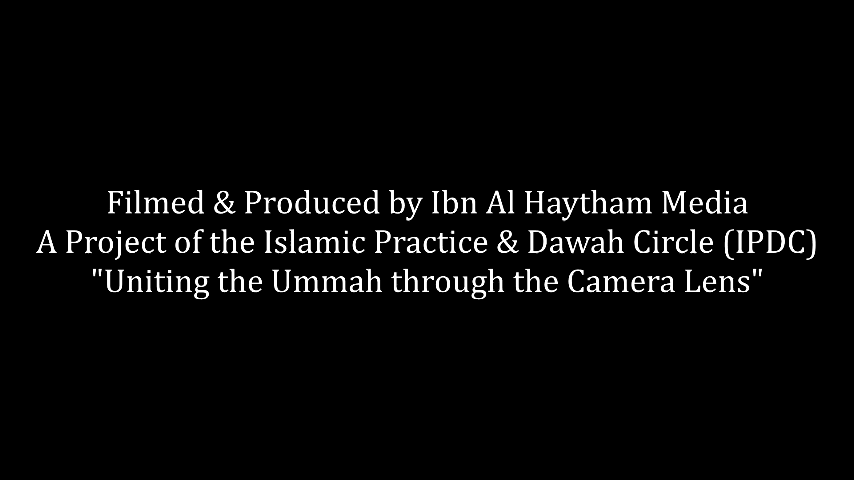 Filmed & Produced by Ibn Al Haytham Media
A Project of the Islamic Practice & Dawah Circle (IPDC)
"Uniting the Ummah through the Camera Lens"